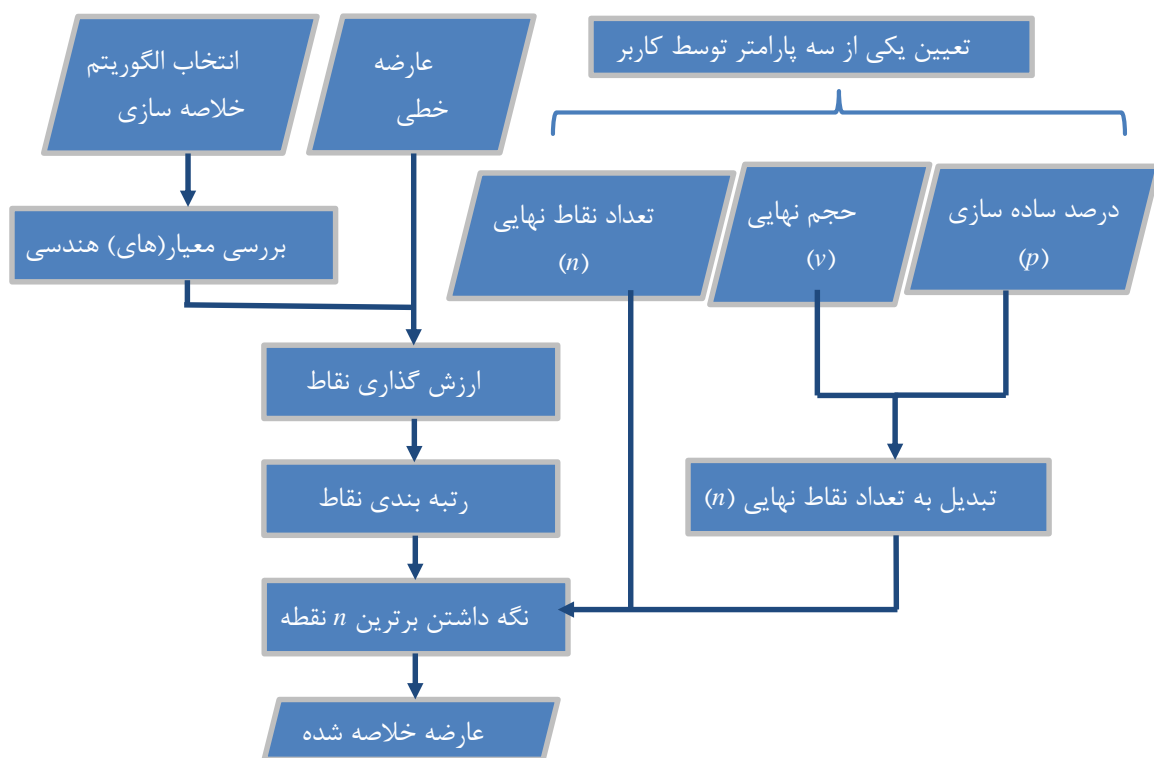 تعیین یکی از سه پارامتر توسط کاربر
عارضه
خطی
انتخاب الگوریتم
خلاصه سازی
درصد ساده سازی
(p)
حجم نهایی
(v)
تعداد نقاط نهایی
(n)
بررسی معیار(های) هندسی
ارزش گذاری نقاط
رتبه بندی نقاط
تبدیل به تعداد نقاط نهایی (n)
نگه داشتن برترین n نقطه
عارضه خلاصه شده